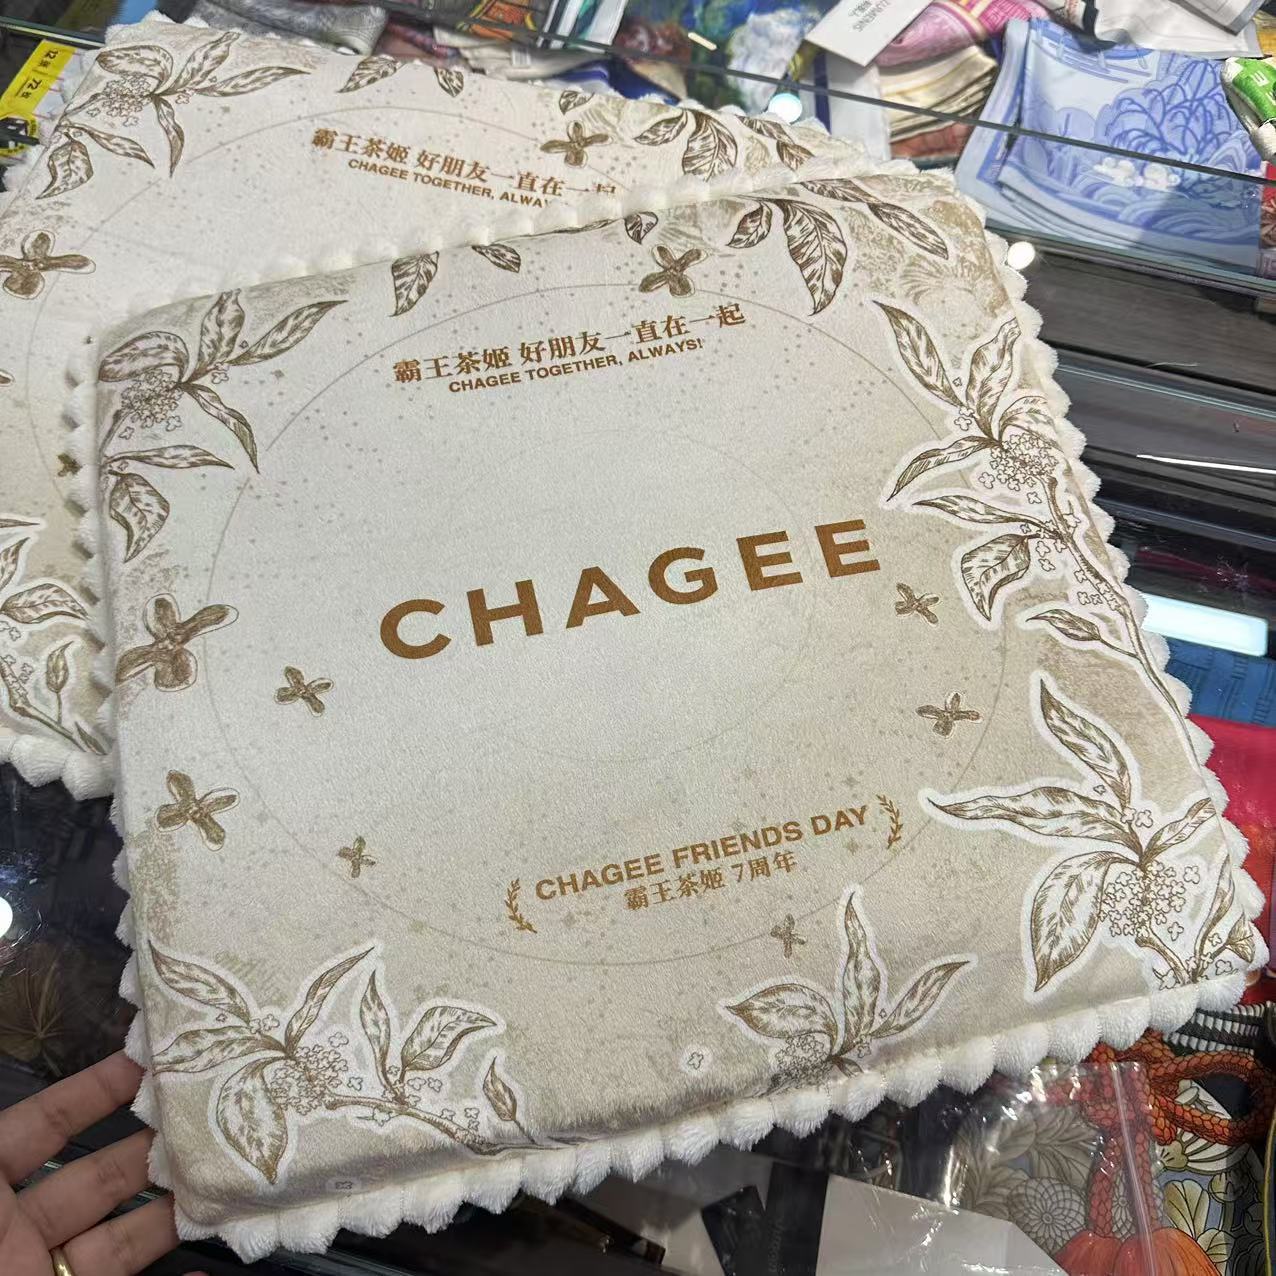 霸王茶姬 好朋友一直在一起
CHAGEE TOGETHER, ALWA
霸王茶姬 好朋友一直在一起
CHAGEE TOGETHER, ALWAYS!
CHAGEE
CHAGEE FRIENDS DAY
霸王茶姬 7周年